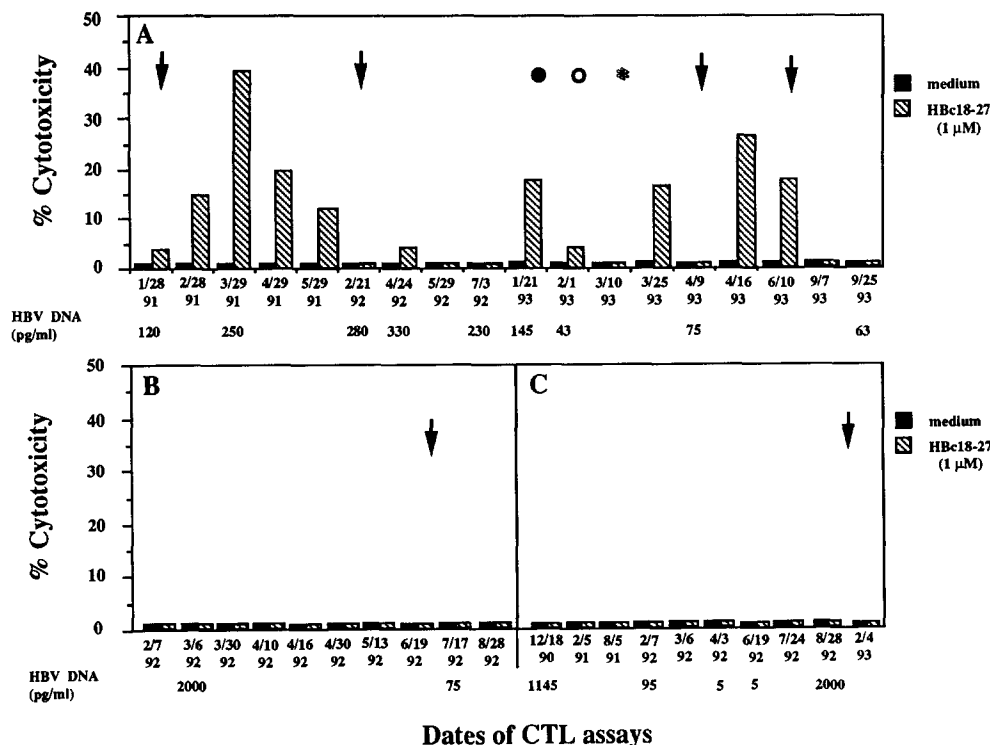 A
50
40
30
20
10
0
% Cytotoxicity
medium
HBc18-27
(1 µM)
1/28 2/28 3/29 4/29 5/29 2/21 4/24 5/29 7/3 1/21 2/1 3/10 3/25 4/9 4/16 6/10 9/7 9/25
91 91 91 91 91 92 92 92 92 93 93 93 93 93 93 93 93 93
HBV DNA
(pg/ml)
120 250 280 330 230 145 43 75 63
B
C
50
40
30
20
10
0
% Cytotoxicity
medium
HBc18-27
(1 µM)
2/7 3/6 3/30 4/10 4/16 4/30 5/13 6/19 7/17 8/28 12/18 2/5 8/5 2/7 3/6 4/3 6/19 7/24 8/28 2/4
92 92 92 92 92 92 92 92 92 92 90 91 91 92 92 92 92 92 92 93
HBV DNA
(pg/ml)
2000 75 1145 95 5 5 2000
Dates of CTL assays